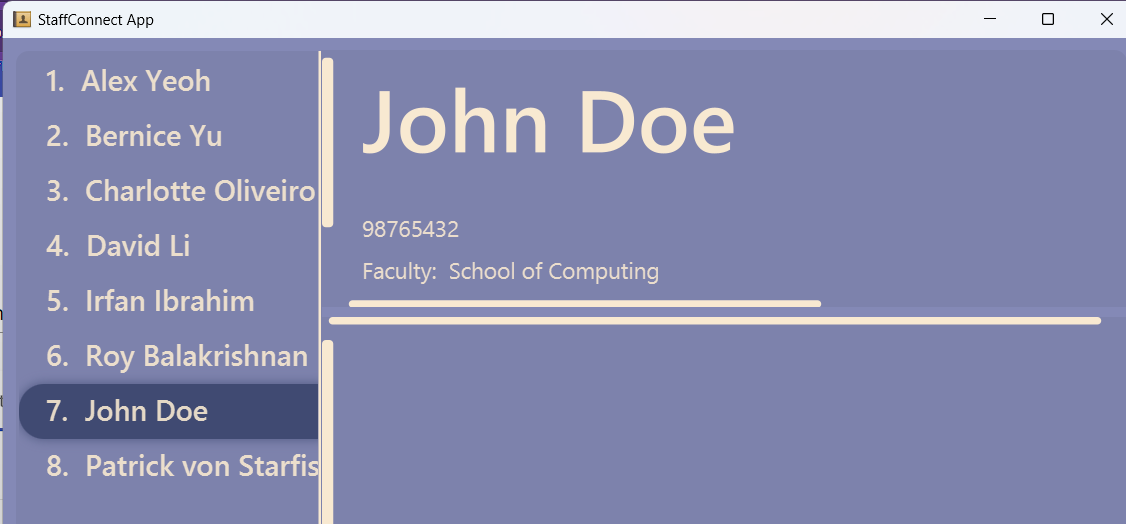 StaffConnect App
1. Alex Yeoh
2. Bernice Yu
3. Charlotte Oliveiro
4. David Li
5. Irfan Ibrahim
6. Roy Balakrishnan
7. John Doe
8. Patrick von Starfis
John Doe
98765432
Faculty: School of Computing